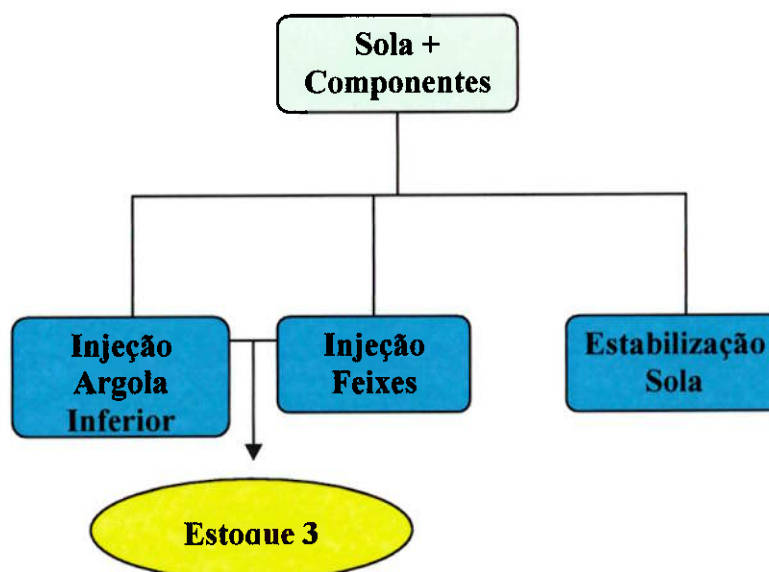 Sola +
Componentes
Injeção
Argola
Inferior
Injeção
Feixes
Estabilização
Sola
Estoque 3